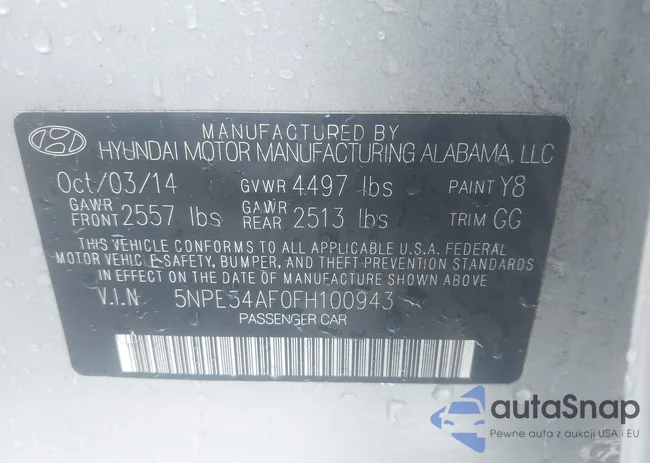 MANUFACTURED BY
HYUNDAI MOTOR MANUFACTURING ALABAMA, LLC
Oct/03/14 GVWR 4497 lbs PAINT Y8
GAWR FRONT 2557 lbs GAWR REAR 2513 lbs TRIM GG
THIS VEHICLE CONFORMS TO ALL APPLICABLE U.S.A. FEDERAL
MOTOR VEHICLE SAFETY, BUMPER, AND THEFT PREVENTION STANDARDS
IN EFFECT ON THE DATE OF MANUFACTURE SHOWN ABOVE
V.I.N 5NPE34AF0FH100943
PASSENGER CAR
autaSnap
Pewne auta z aukcji USA i EU